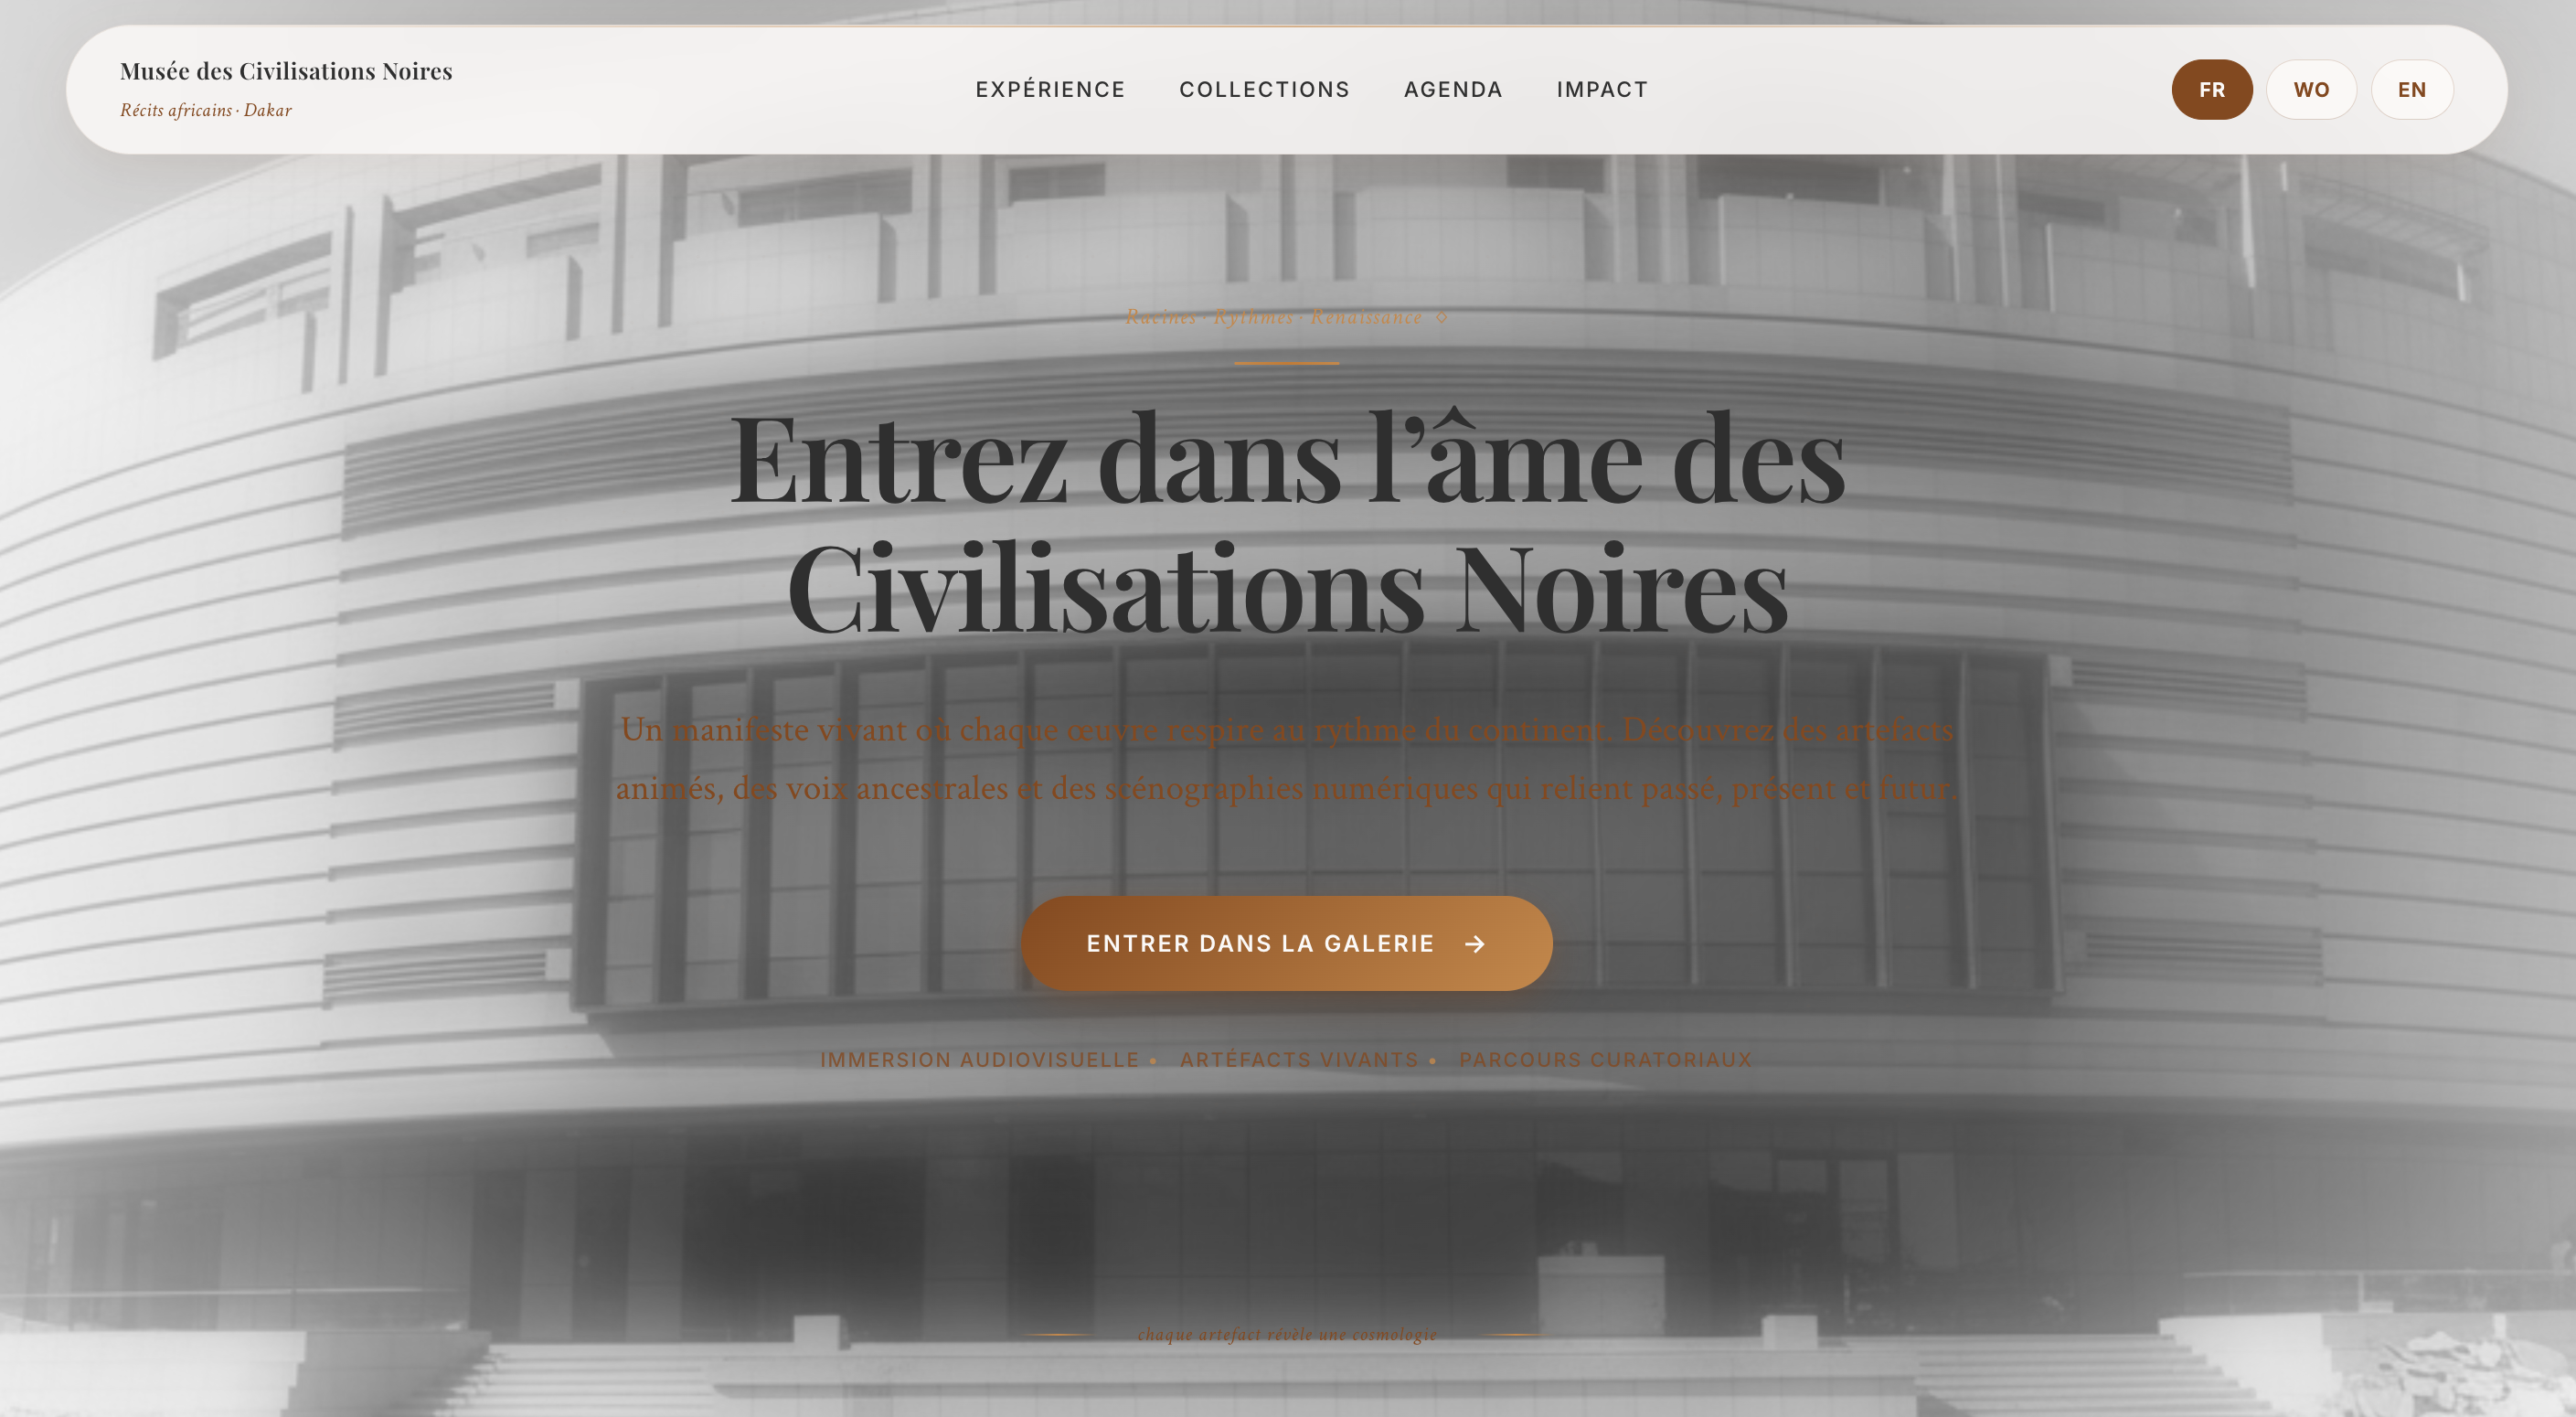 Musée des Civilisations Noires
Récits africains · Dakar
EXPÉRIENCE COLLECTIONS AGENDA IMPACT
FR WO EN
Racines · Rythmes · Renaissance ◇
Entrez dans l’âme des
Civilisations Noires
Un manifeste vivant où chaque œuvre respire au rythme du continent. Découvrez des artefacts
animés, des voix ancestrales et des scénographies numériques qui relient passé, présent et futur.
ENTRER DANS LA GALERIE →
IMMERSION AUDIOVISUELLE • ARTÉFACTS VIVANTS • PARCOURS CURATORIAUX
chaque artefact révèle une cosmologie